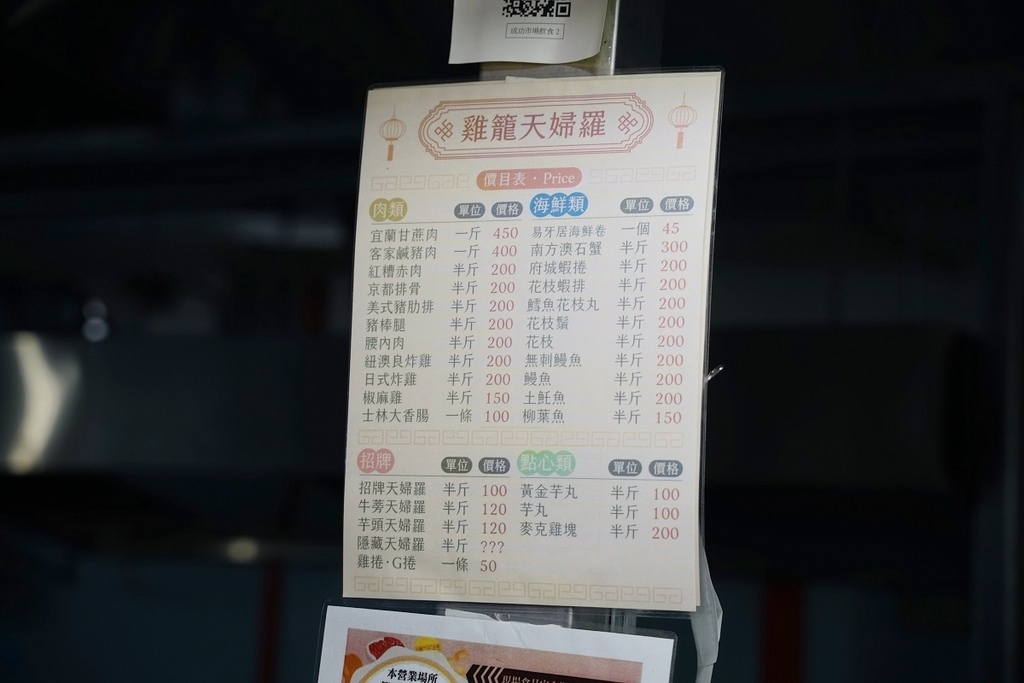 成功市場飲食2
雞籠天婦羅
價目表·Price
肉類 單位 價格
宜蘭甘蔗肉 一斤 450
客家鹹豬肉 一斤 400
紅糟赤肉 半斤 200
京都排骨 半斤 200
美式豬肋排 半斤 200
豬棒腿 半斤 200
腰內肉 半斤 200
紐澳良炸雞 半斤 200
日式炸雞 半斤 200
椒麻雞 半斤 150
士林大香腸 一條 100
海鮮類 單位 價格
易牙居海鮮卷 一個 45
南方澳石蟹 半斤 300
府城蝦捲 半斤 200
花枝蝦排 半斤 200
鱈魚花枝丸 半斤 200
花枝鬚 半斤 200
花枝 半斤 200
無刺鰻魚 半斤 200
鰻魚 半斤 200
土魠魚 半斤 200
柳葉魚 半斤 150
招牌 單位 價格
招牌天婦羅 半斤 100
牛蒡天婦羅 半斤 120
芋頭天婦羅 半斤 120
隱藏天婦羅 半斤 ???
雞捲·G捲 一條 50
點心類 單位 價格
黃金芋丸 半斤 100
芋丸 半斤 100
麥克雞塊 半斤 200
本營業場所